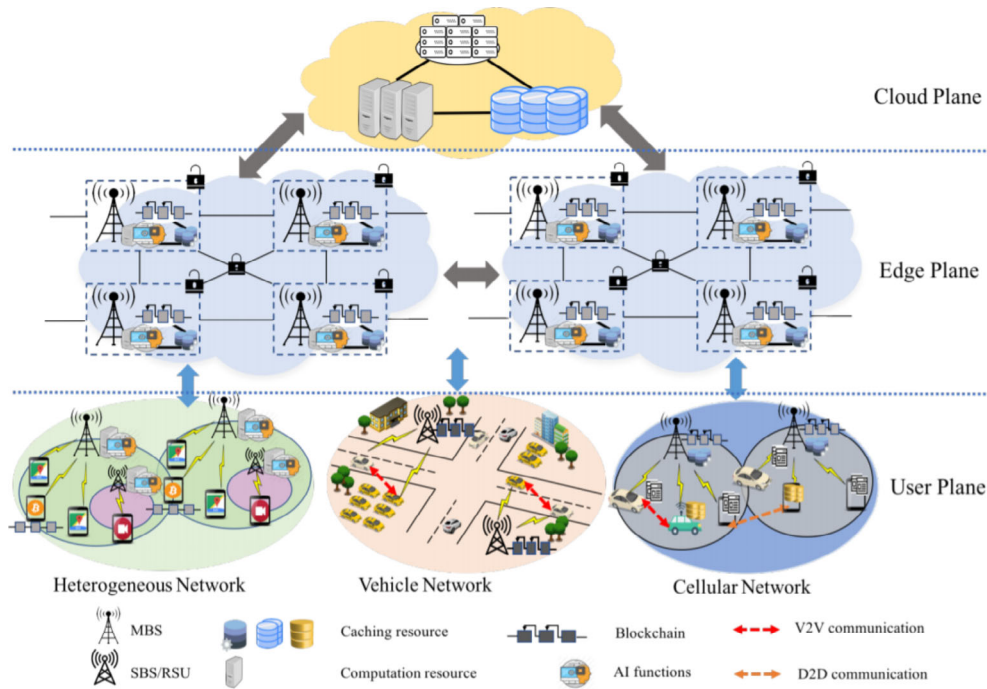 Cloud Plane
Edge Plane
User Plane
Heterogeneous Network
Vehicle Network
Cellular Network
MBS
Caching resource
Blockchain
V2V communication
SBS/RSU
Computation resource
AI functions
D2D communication